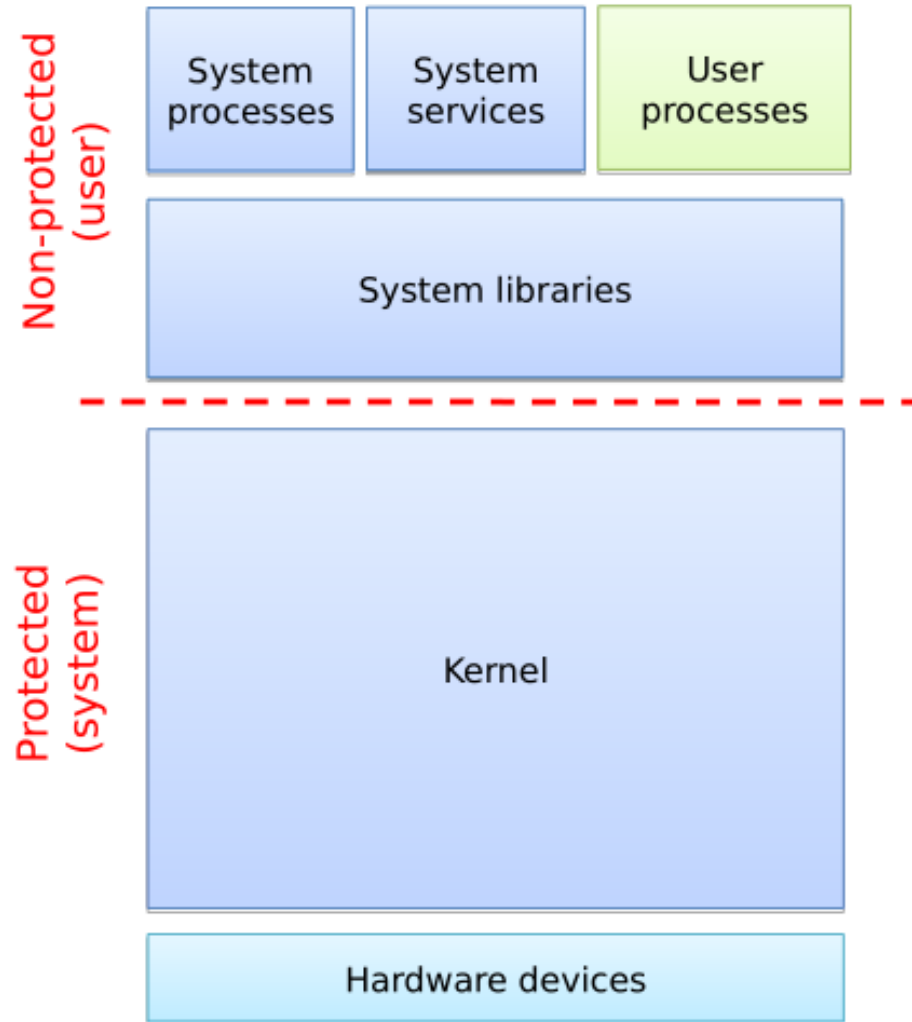 Non-protected
(user)
System
processes
System
services
User
processes
System libraries
Protected
(system)
Kernel
Hardware devices